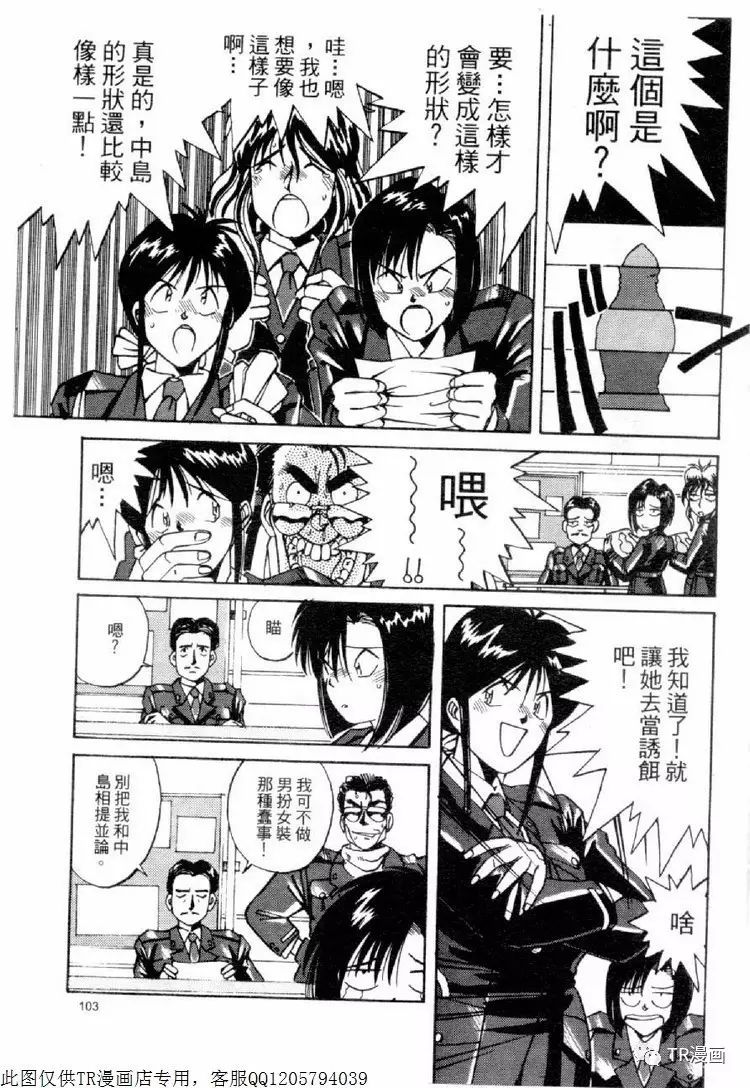 這個是
什麼啊？
要…怎樣才
會變成這樣
的形狀？
哇…嗯
，我也
想要像
這樣子
啊…
真是的，中島
的形狀還比較
像樣一點！
喂
～～～!!
嗯…
瞄
嗯？
我知道了！就
讓她去當誘餌
吧！
啥
我可不做
男扮女裝
那種蠢事！
別把我和中
島相提並論。
103
TR漫画
此图仅供TR漫画店专用，客服QQ1205794039